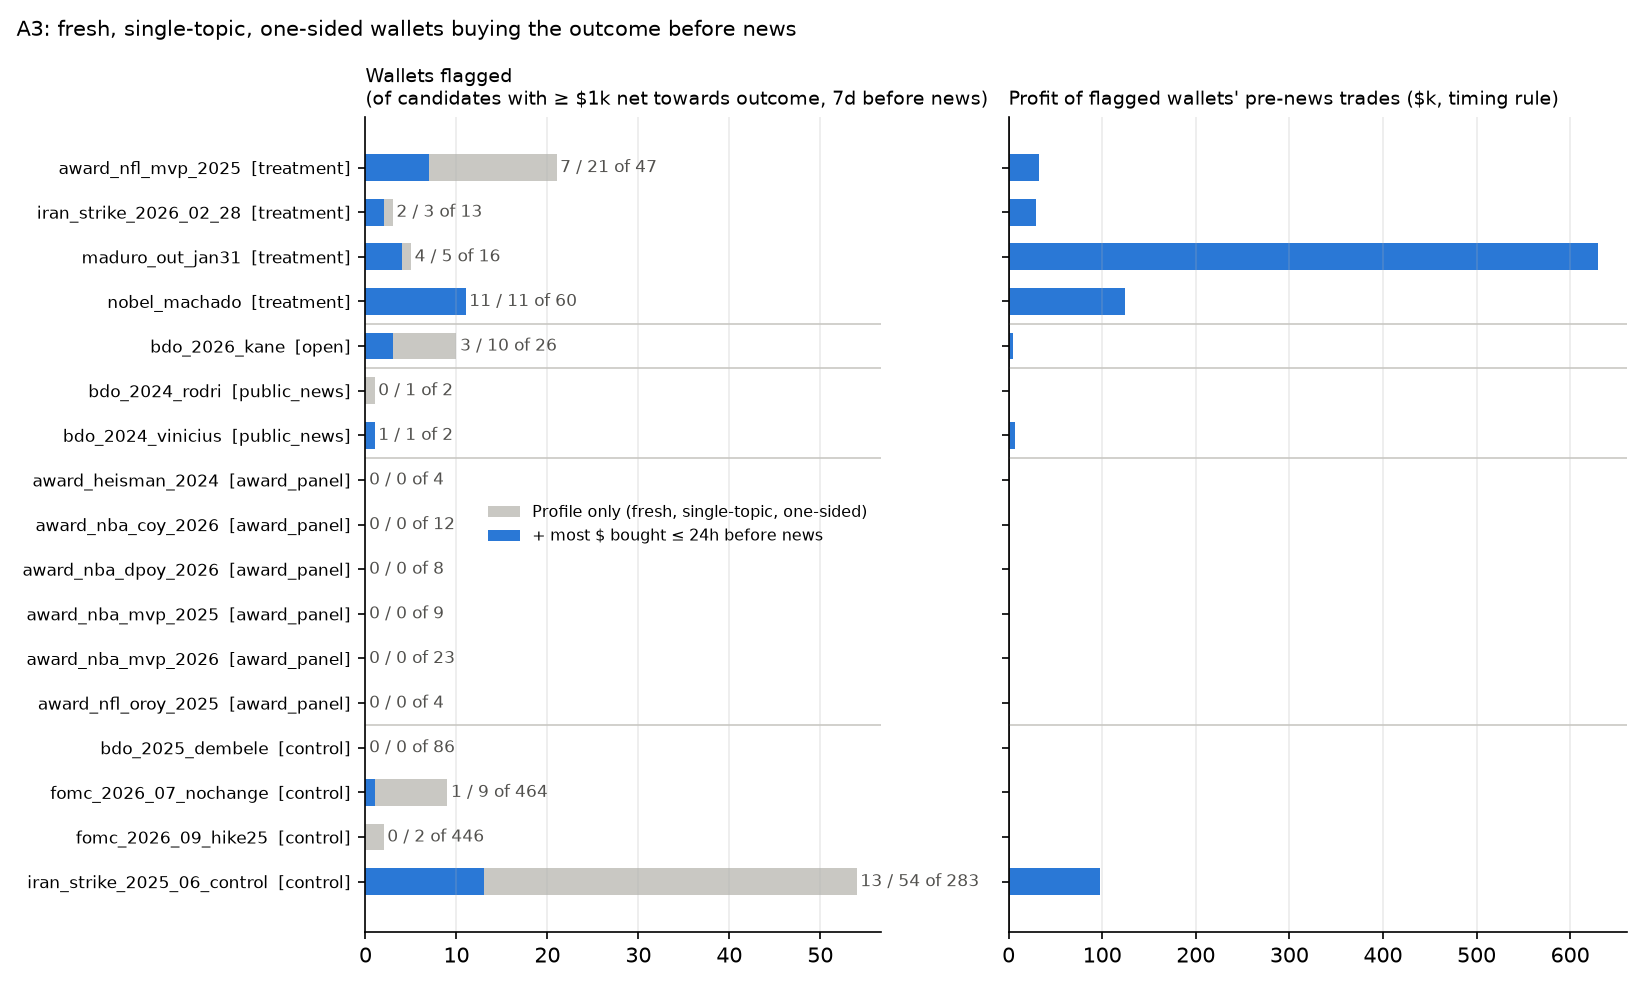 A3: fresh, single-topic, one-sided wallets buying the outcome before news
Wallets flagged
(of candidates with ≥ $1k net towards outcome, 7d before news)
Profit of flagged wallets' pre-news trades ($k, timing rule)
award_nfl_mvp_2025 [treatment]
7 / 21 of 47
iran_strike_2026_02_28 [treatment]
2 / 3 of 13
maduro_out_jan31 [treatment]
4 / 5 of 16
nobel_machado [treatment]
11 / 11 of 60
bdo_2026_kane [open]
3 / 10 of 26
bdo_2024_rodri [public_news]
0 / 1 of 2
bdo_2024_vinicius [public_news]
1 / 1 of 2
award_heisman_2024 [award_panel]
0 / 0 of 4
award_nba_coy_2026 [award_panel]
0 / 0 of 12
Profile only (fresh, single-topic, one-sided)
+ most $ bought ≤ 24h before news
award_nba_dpoy_2026 [award_panel]
0 / 0 of 8
award_nba_mvp_2025 [award_panel]
0 / 0 of 9
award_nba_mvp_2026 [award_panel]
0 / 0 of 23
award_nfl_oroy_2025 [award_panel]
0 / 0 of 4
bdo_2025_dembele [control]
0 / 0 of 86
fomc_2026_07_nochange [control]
1 / 9 of 464
fomc_2026_09_hike25 [control]
0 / 2 of 446
iran_strike_2025_06_control [control]
13 / 54 of 283
0 10 20 30 40 50
0 100 200 300 400 500 600